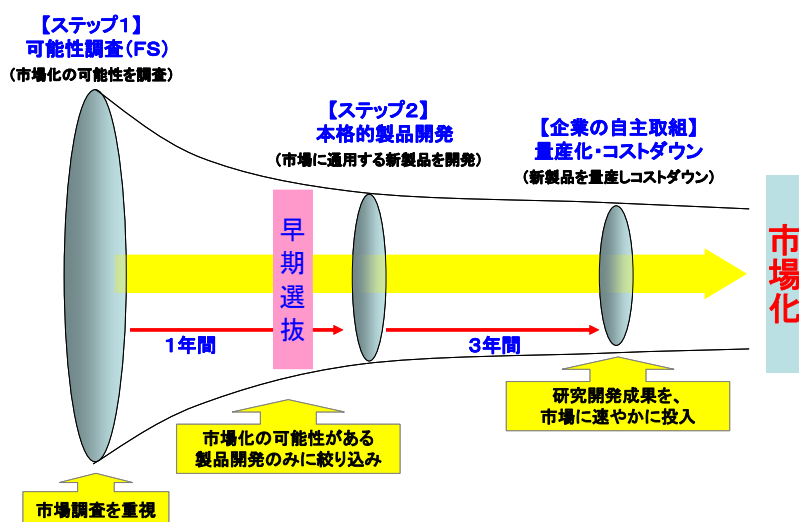 【ステップ１】
可能性調査（ＦＳ）
（市場化の可能性を調査）
【ステップ２】
本格的製品開発
（市場に通用する新製品を開発）
【企業の自主取組】
量産化・コストダウン
（新製品を量産しコストダウン）
早期選抜
市場化
１年間
３年間
市場調査を重視
市場化の可能性がある
製品開発のみに絞り込み
研究開発成果を、
市場に速やかに投入